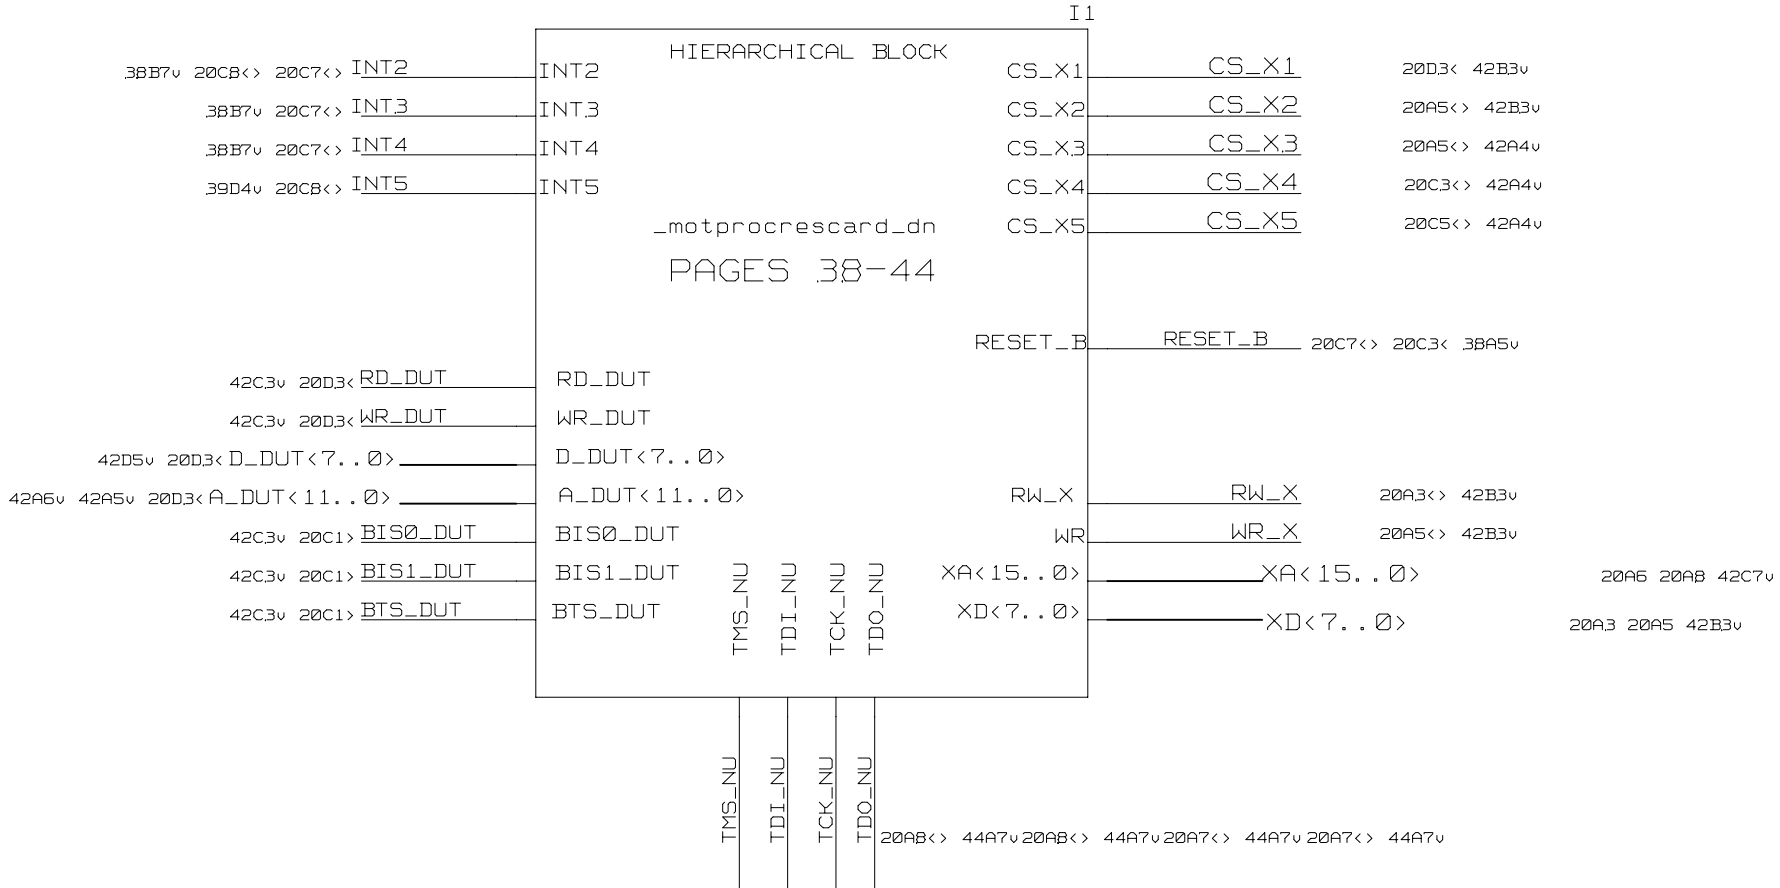 I1
HIERARCHICAL BLOCK
38B7v 20C8<> 20C7<> INT2 INT2 CS_X1 CS_X1 20D3< 42B3v
38B7v 20C7<> INT3 INT3 CS_X2 CS_X2 20A5<> 42B3v
38B7v 20C7<> INT4 INT4 CS_X3 CS_X3 20A5<> 42A4v
39D4v 20C8<> INT5 INT5 CS_X4 CS_X4 20C3<> 42A4v
_motprocrescard_dn CS_X5 CS_X5 20C5<> 42A4v
PAGES 38-44
RESET_B RESET_B 20C7<> 20C3< 38A5v
42C3v 20D3< RD_DUT RD_DUT
42C3v 20D3< WR_DUT WR_DUT
42D5v 20D3< D_DUT<7..0> D_DUT<7..0>
42A6v 42A5v 20D3< A_DUT<11..0> A_DUT<11..0> RW_X RW_X 20A3<> 42B3v
42C3v 20C1> BIS0_DUT BIS0_DUT WR WR_X 20A5<> 42B3v
42C3v 20C1> BIS1_DUT BIS1_DUT XA<15..0> XA<15..0> 20A6 20A8 42C7v
42C3v 20C1> BTS_DUT BTS_DUT XD<7..0> XD<7..0> 20A3 20A5 42B3v
TMS_NU TDI_NU TCK_NU TDO_NU
TMS_NU TDI_NU TCK_NU TDO_NU
20A8<> 44A7v 20A8<> 44A7v 20A7<> 44A7v 20A7<> 44A7v